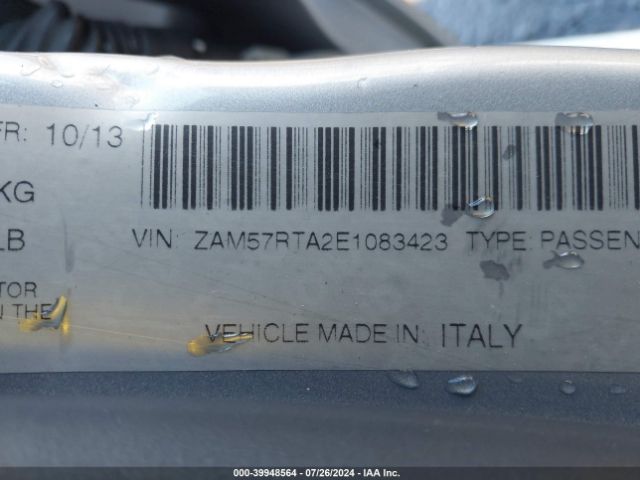 FR: 10/13
KG
LB
VIN: ZAM57RTA2E1083423 TYPE: PASSEN
TOR
N THE
VEHICLE MADE IN: ITALY
000-39948564 | 07/26/2024 | IAA Inc.